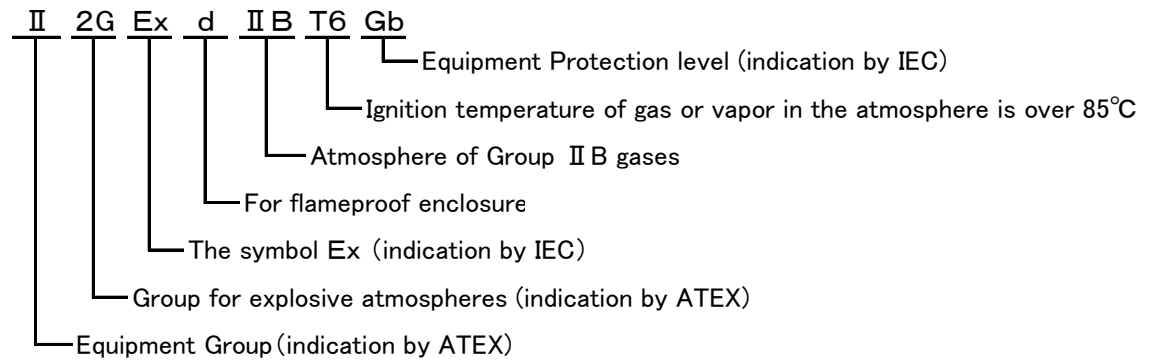 Ⅱ 2G Ex d ⅡB T6 Gb
Equipment Protection level (indication by IEC)
Ignition temperature of gas or vapor in the atmosphere is over 85℃
Atmosphere of Group ⅡB gases
For flameproof enclosure
The symbol Ex (indication by IEC)
Group for explosive atmospheres (indication by ATEX)
Equipment Group (indication by ATEX)